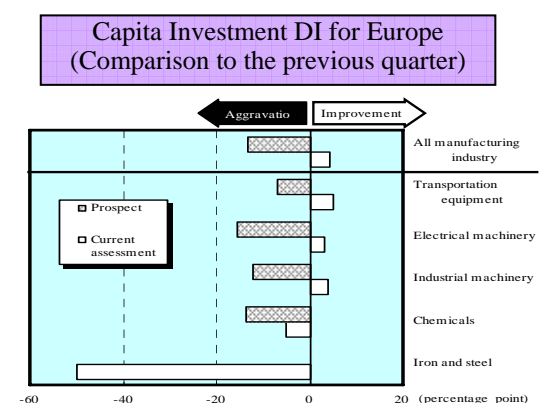 Capita Investment DI for Europe
(Comparison to the previous quarter)
Aggravatio
Improvement
All manufacturing
industry
Transportation
equipment
Electrical machinery
Industrial machinery
Chemicals
Iron and steel
Prospect
Current
assessment
-60 -40 -20 0 20 (percentage point)